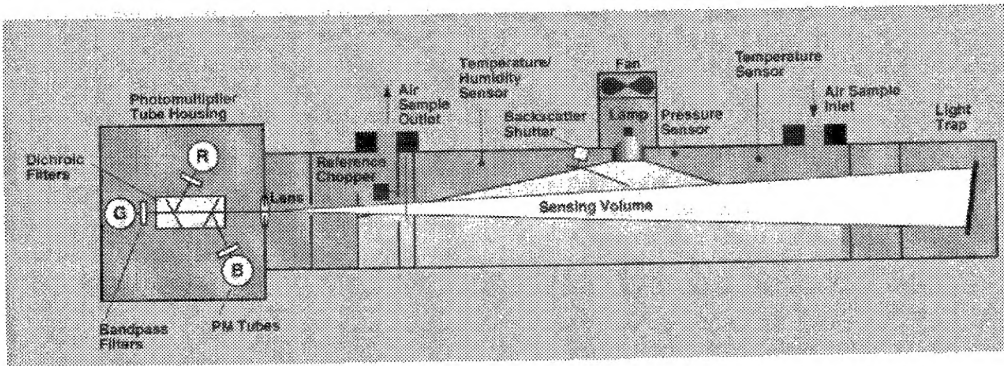 Photomultiplier
Tube Housing
Dichroic
Filters
R
G
B
Bandpass
Filters
PM Tubes
Lens
Reference
Chopper
Air
Sample
Outlet
Temperature/
Humidity
Sensor
Backscatter
Shutter
Fan
Lamp
Pressure
Sensor
Temperature
Sensor
Air Sample
Inlet
Light
Trap
Sensing Volume